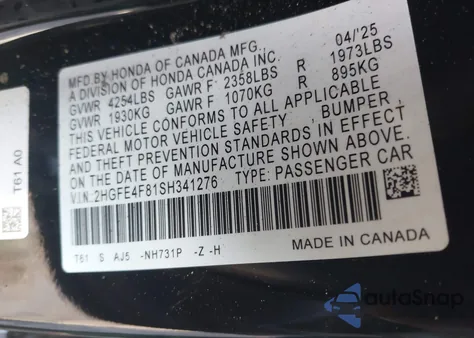 MFD.BY HONDA OF CANADA MFG., 04/25
A DIVISION OF HONDA CANADA INC.
GVWR 4254LBS GAWR F 2358LBS R 1973LBS
GVWR 1930KG GAWR F 1070KG R 895KG
THIS VEHICLE CONFORMS TO ALL APPLICABLE
FEDERAL MOTOR VEHICLE SAFETY, BUMPER,
AND THEFT PREVENTION STANDARDS IN EFFECT
ON THE DATE OF MANUFACTURE SHOWN ABOVE.
V.I.N.:2HGFE4F81SH341276 TYPE: PASSENGER CAR
T61 S AJ5 -NH731P -Z -H
MADE IN CANADA
T61 A0
autoSnap